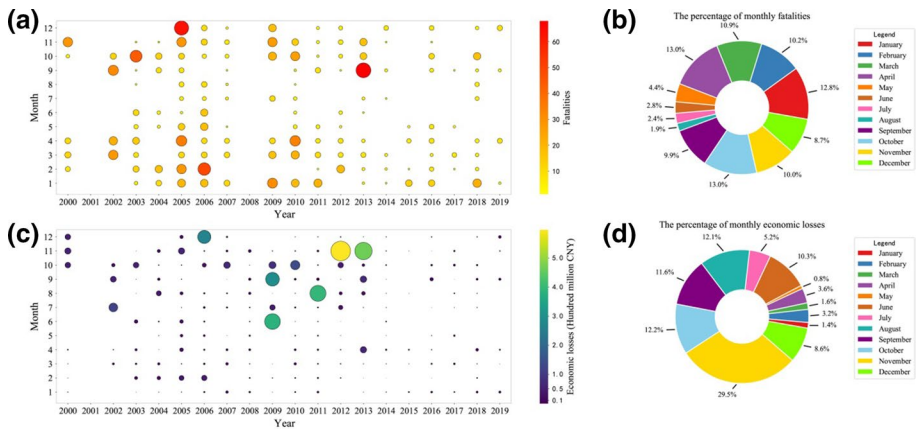 (a)
12
11
10
9
8
7
6
5
4
3
2
1
Month
2000 2001 2002 2003 2004 2005 2006 2007 2008 2009 2010 2011 2012 2013 2014 2015 2016 2017 2018 2019
Year
60
50
40
30
20
10
Fatalities
(b)
The percentage of monthly fatalities
10.9%
10.2%
13.0%
12.8%
4.4%
2.8%
2.4%
1.9%
8.7%
9.9%
13.0%
10.0%
Legend
January
February
March
April
May
June
July
August
September
October
November
December
(c)
12
11
10
9
8
7
6
5
4
3
2
1
Month
2000 2001 2002 2003 2004 2005 2006 2007 2008 2009 2010 2011 2012 2013 2014 2015 2016 2017 2018 2019
Year
5.0
4.0
3.0
2.0
1.0
0.5
0.1
Economic losses (Hundred million CNY)
(d)
The percentage of monthly economic losses
12.1%
5.2%
10.3%
11.6%
0.8%
3.6%
1.6%
3.2%
1.4%
12.2%
8.6%
29.5%
Legend
January
February
March
April
May
June
July
August
September
October
November
December